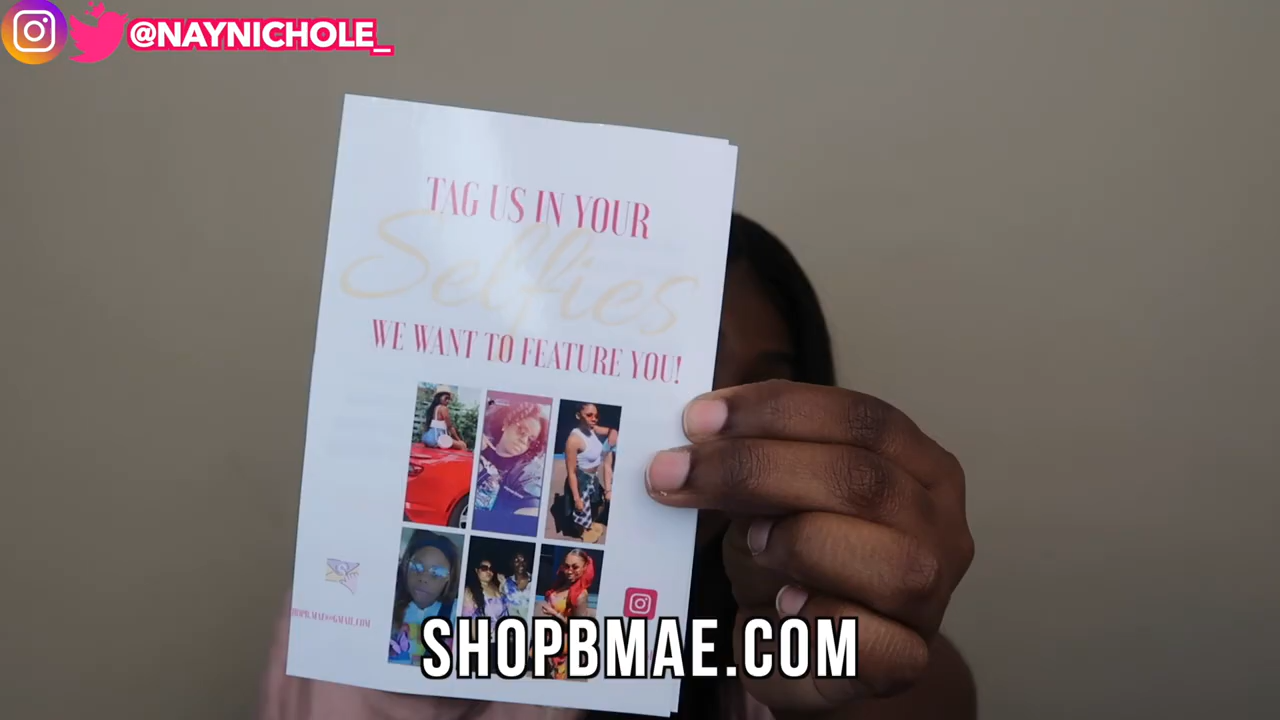 @NAYNICHOLE_
TAG US IN YOUR
Selfies
WE WANT TO FEATURE YOU!
SHOPBMAE.COM